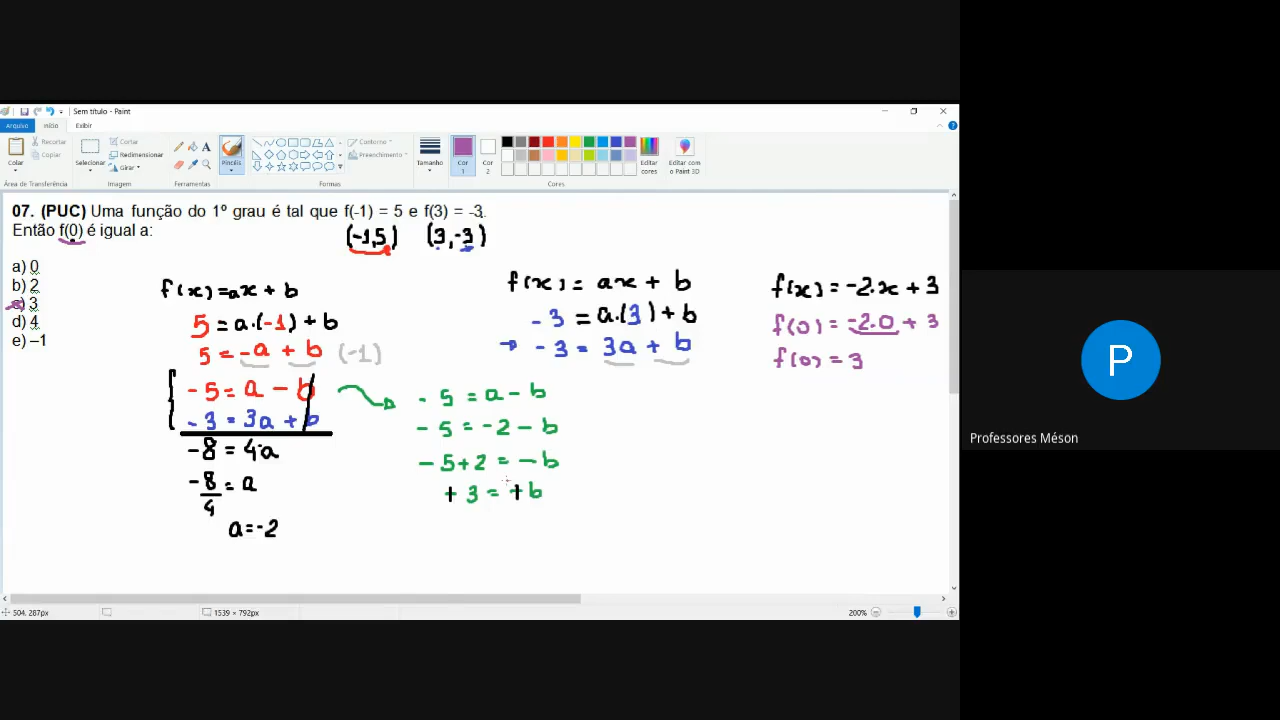 Sem título - Paint
Arquivo Início Exibir
Colar
Recortar
Copiar
Área de Transferência
Selecionar
Cortar
Redimensionar
Girar
Imagem
Pincéis
Ferramentas
Contorno
Preenchimento
Formas
Tamanho
Cor 1
Cor 2
Editar cores
Editar com o Paint 3D
Cores
07. (PUC) Uma função do 1º grau é tal que f(-1) = 5 e f(3) = -3.
Então f(0) é igual a:
(-1,5) (3,-3)
a) 0
b) 2
c) 3
d) 4
e) –1
f(x)=ax + b
5 = a.(-1) + b
5 = -a + b (-1)
-5 = a - b
-3 = 3a + b
-8 = 4.a
-8/4 = a
a = -2
-5 = a - b
-5 = -2 - b
-5+2 = -b
+3 = +b
f(x) = ax + b
-3 = a.(3) + b
-3 = 3a + b
f(x) = -2.x + 3
f(0) = -2.0 + 3
f(0) = 3
P
Professores Méson
504, 287px
1539 × 792px
200%